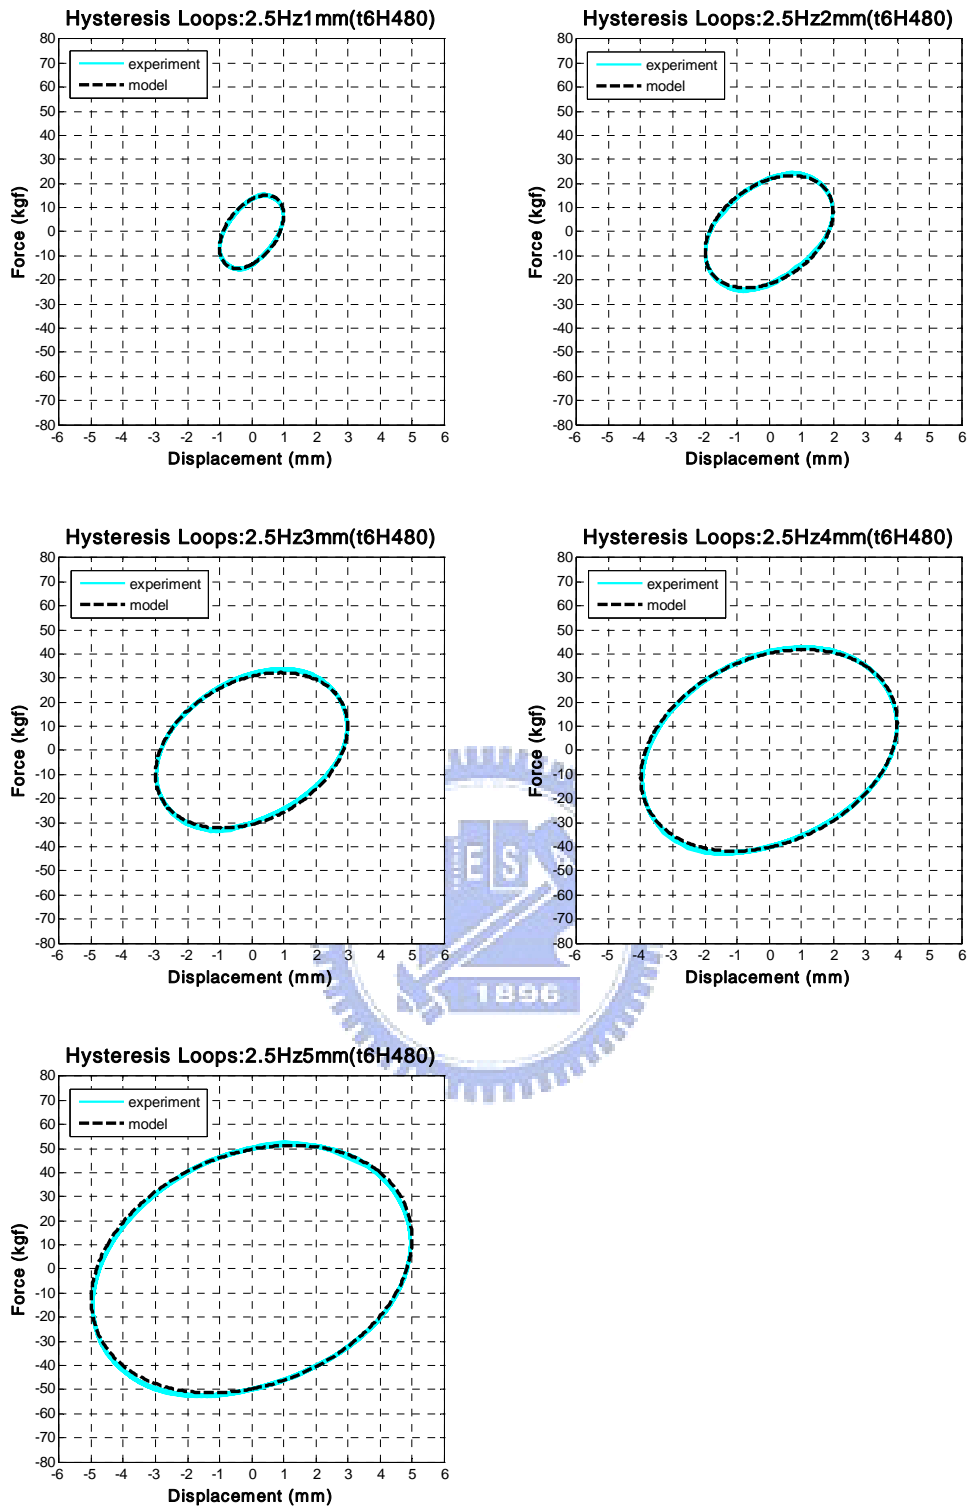 Hysteresis Loops:2.5Hz1mm(t6H480)
80
70
60
50
40
30
20
10
0
-10
-20
-30
-40
-50
-60
-70
-80
Force (kgf)
experiment
model
-6 -5 -4 -3 -2 -1 0 1 2 3 4 5 6
Displacement (mm)
Hysteresis Loops:2.5Hz2mm(t6H480)
80
70
60
50
40
30
20
10
0
-10
-20
-30
-40
-50
-60
-70
-80
Force (kgf)
experiment
model
-6 -5 -4 -3 -2 -1 0 1 2 3 4 5 6
Displacement (mm)
Hysteresis Loops:2.5Hz3mm(t6H480)
80
70
60
50
40
30
20
10
0
-10
-20
-30
-40
-50
-60
-70
-80
Force (kgf)
experiment
model
-6 -5 -4 -3 -2 -1 0 1 2 3 4 5 6
Displacement (mm)
Hysteresis Loops:2.5Hz4mm(t6H480)
80
70
60
50
40
30
20
10
0
-10
-20
-30
-40
-50
-60
-70
-80
Force (kgf)
experiment
model
-6 -5 -4 -3 -2 -1 0 1 2 3 4 5 6
Displacement (mm)
ES
1896
Hysteresis Loops:2.5Hz5mm(t6H480)
80
70
60
50
40
30
20
10
0
-10
-20
-30
-40
-50
-60
-70
-80
Force (kgf)
experiment
model
-6 -5 -4 -3 -2 -1 0 1 2 3 4 5 6
Displacement (mm)